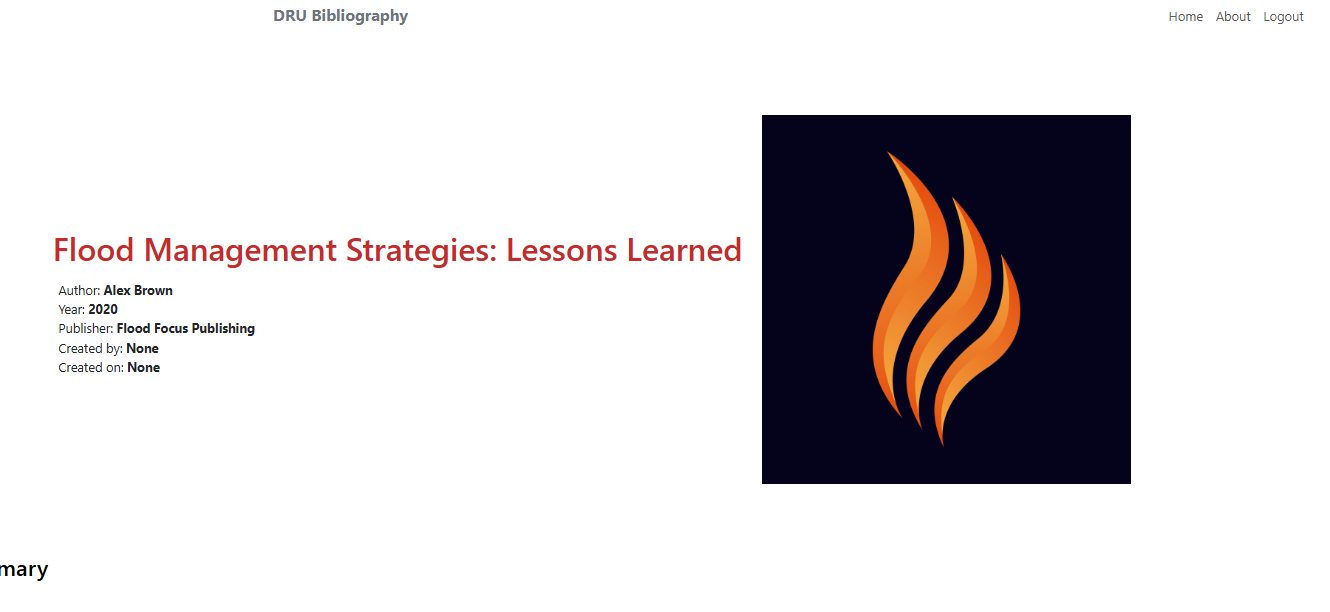 DRU Bibliography
Home About Logout
Flood Management Strategies: Lessons Learned
Author: Alex Brown
Year: 2020
Publisher: Flood Focus Publishing
Created by: None
Created on: None
mary